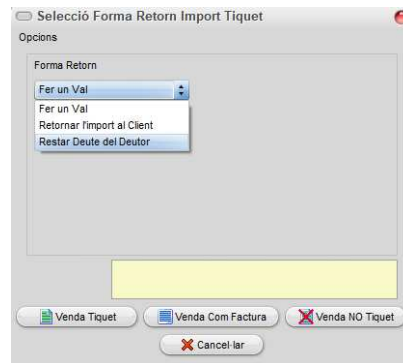 Selecció Forma Retorn Import Tiquet
Opcions
Forma Retorn
Fer un Val
Fer un Val
Retornar l'import al Client
Restar Deute del Deutor
Venda Tiquet
Venda Com Factura
Venda NO Tiquet
Cancel·lar